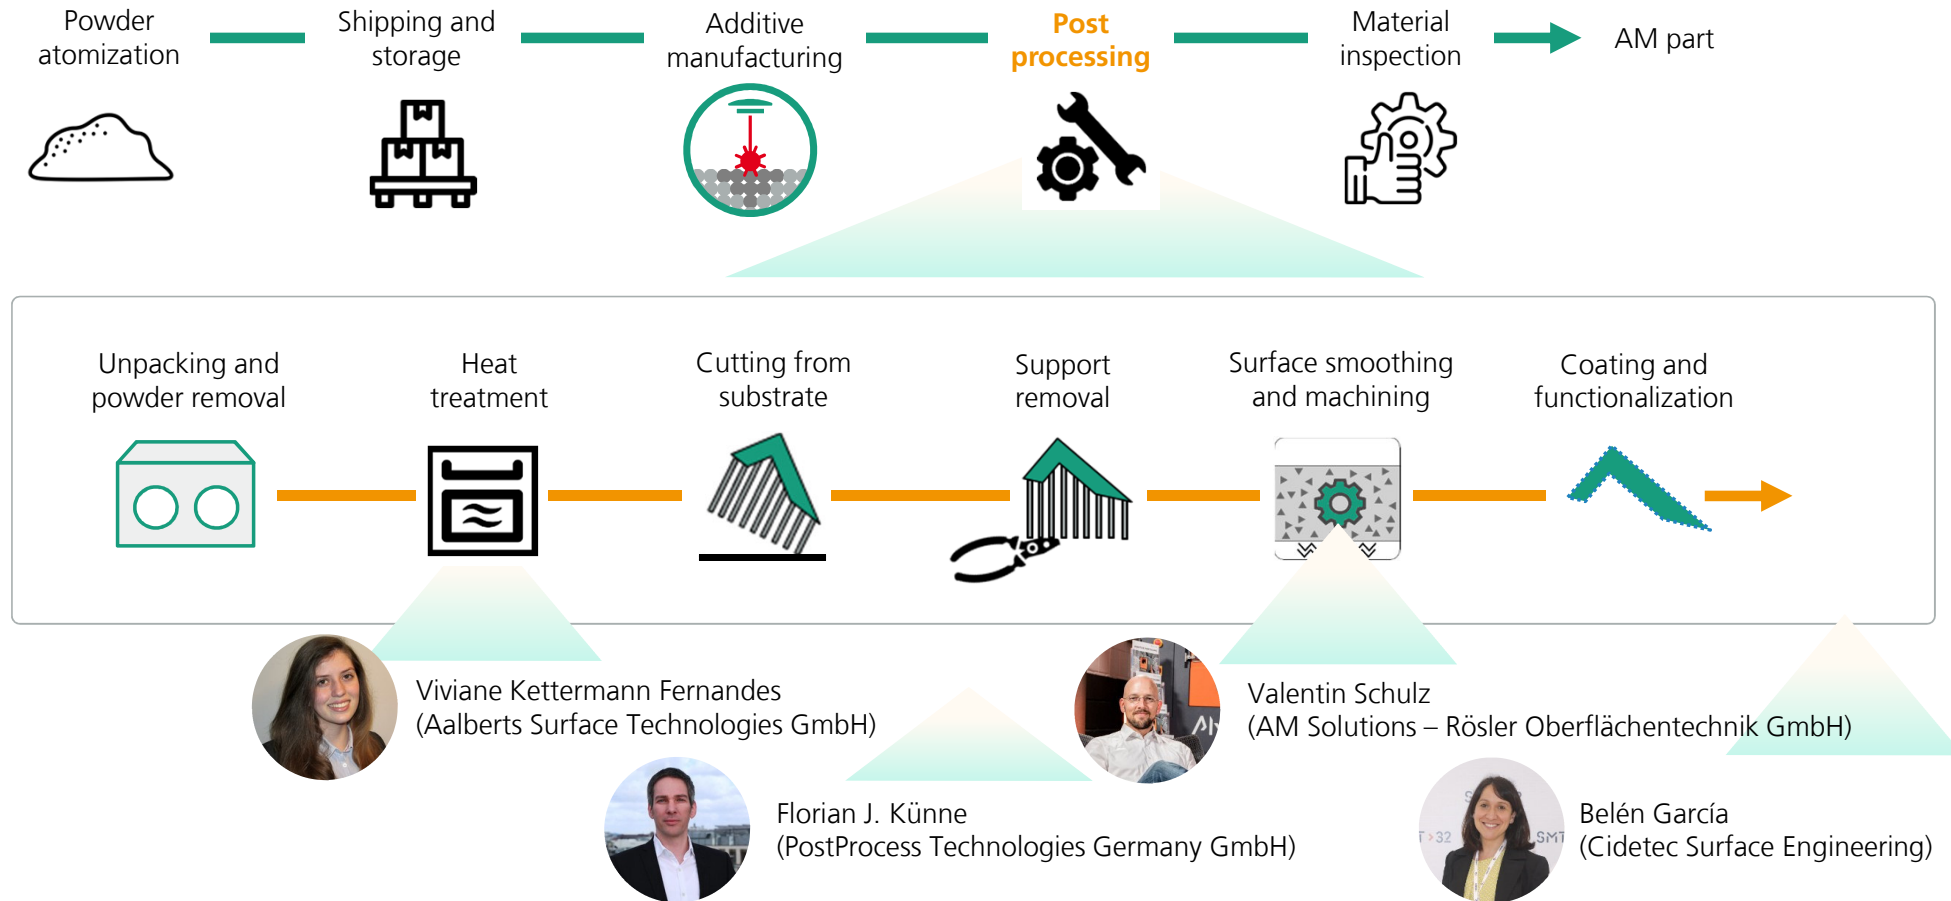 Powder
atomization
Shipping and
storage
Additive
manufacturing
Post
processing
Material
inspection
AM part
Unpacking and
powder removal
Heat
treatment
Cutting from
substrate
Support
removal
Surface smoothing
and machining
Coating and
functionalization
Viviane Kettermann Fernandes
(Aalberts Surface Technologies GmbH)
Valentin Schulz
(AM Solutions – Rösler Oberflächentechnik GmbH)
Florian J. Künne
(PostProcess Technologies Germany GmbH)
Belén García
(Cidetec Surface Engineering)